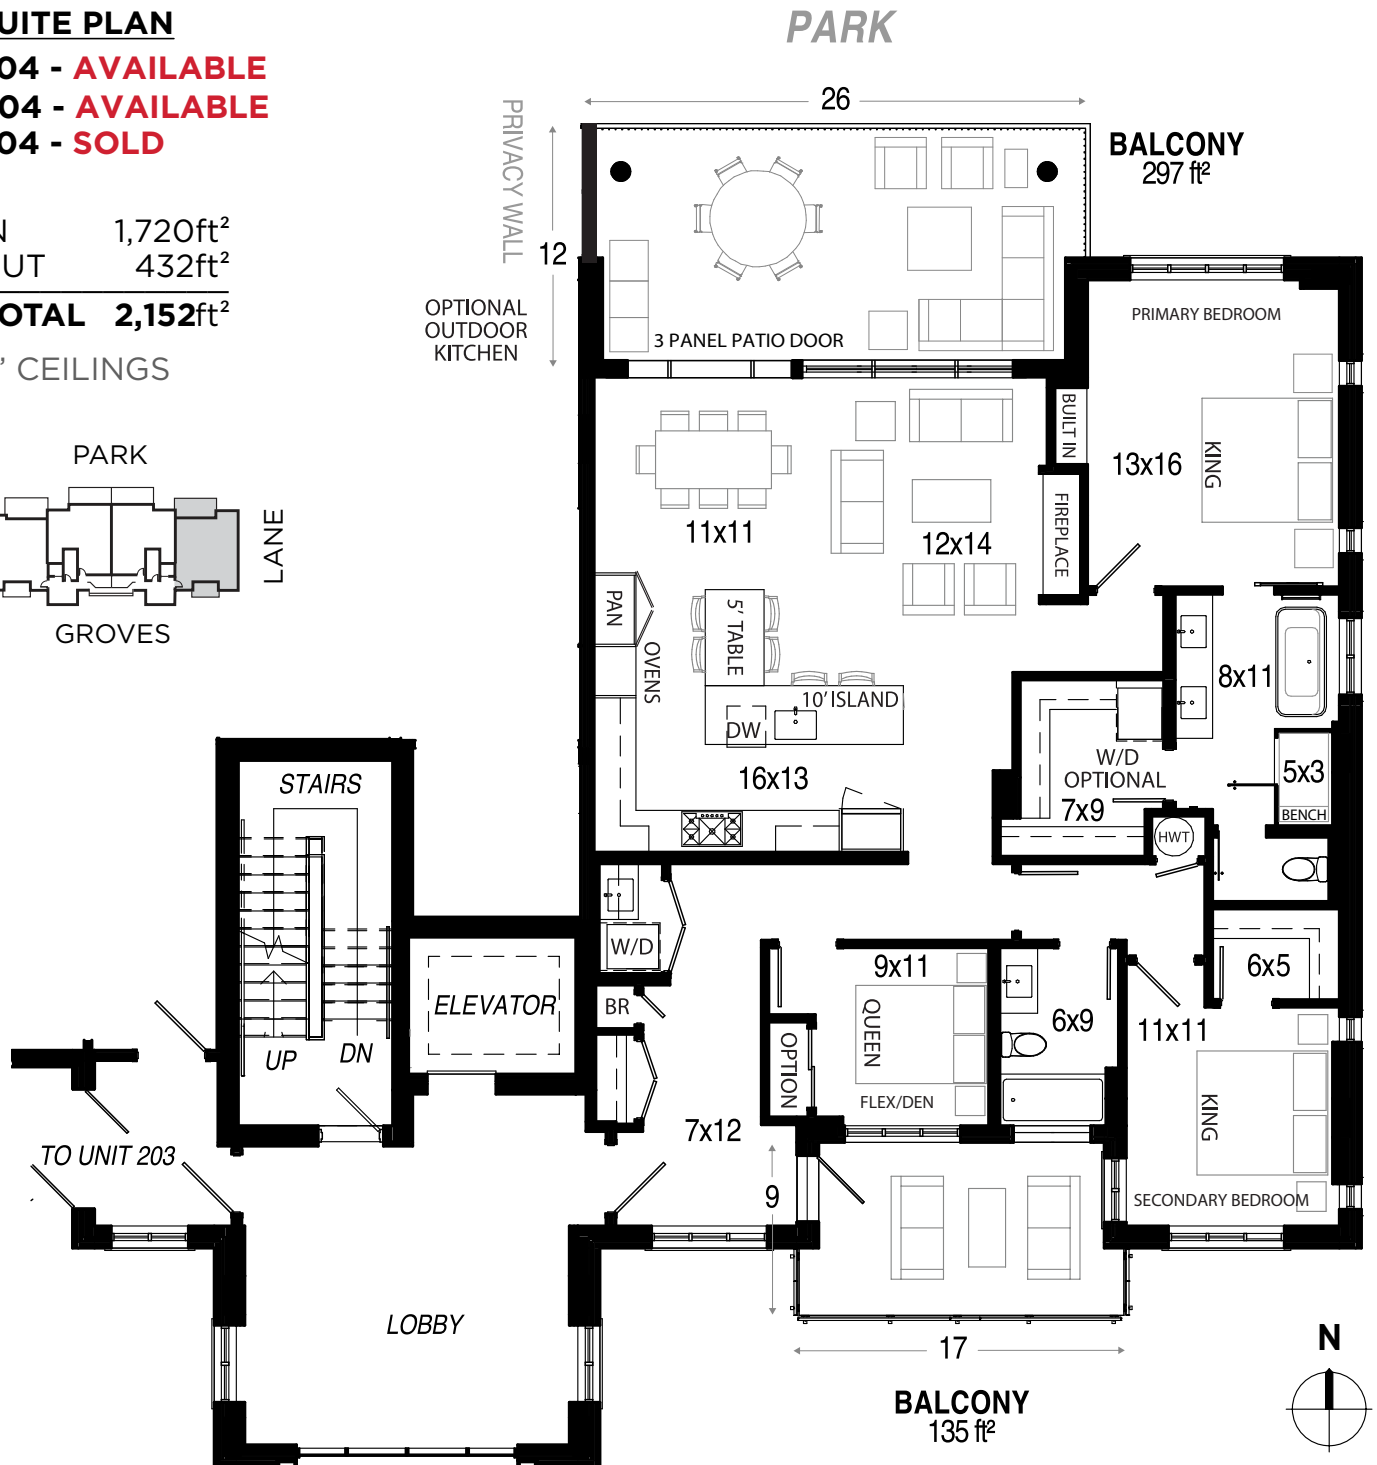 UITE PLAN
04 - AVAILABLE
04 - AVAILABLE
04 - SOLD
N 1,720ft²
UT 432ft²
OTAL 2,152ft²
' CEILINGS
PARK
LANE
GROVES
PARK
26
PRIVACY WALL
12
BALCONY
297 ft²
OPTIONAL
OUTDOOR
KITCHEN
3 PANEL PATIO DOOR
PRIMARY BEDROOM
BUILT IN
13x16
KING
11x11
12x14
FIREPLACE
PAN
5' TABLE
OVENS
10' ISLAND
DW
16x13
8x11
W/D
OPTIONAL
7x9
5x3
BENCH
HWT
STAIRS
UP
DN
ELEVATOR
W/D
BR
9x11
QUEEN
OPTION
FLEX/DEN
6x9
6x5
11x11
KING
SECONDARY BEDROOM
7x12
TO UNIT 203
9
LOBBY
17
BALCONY
135 ft²
N